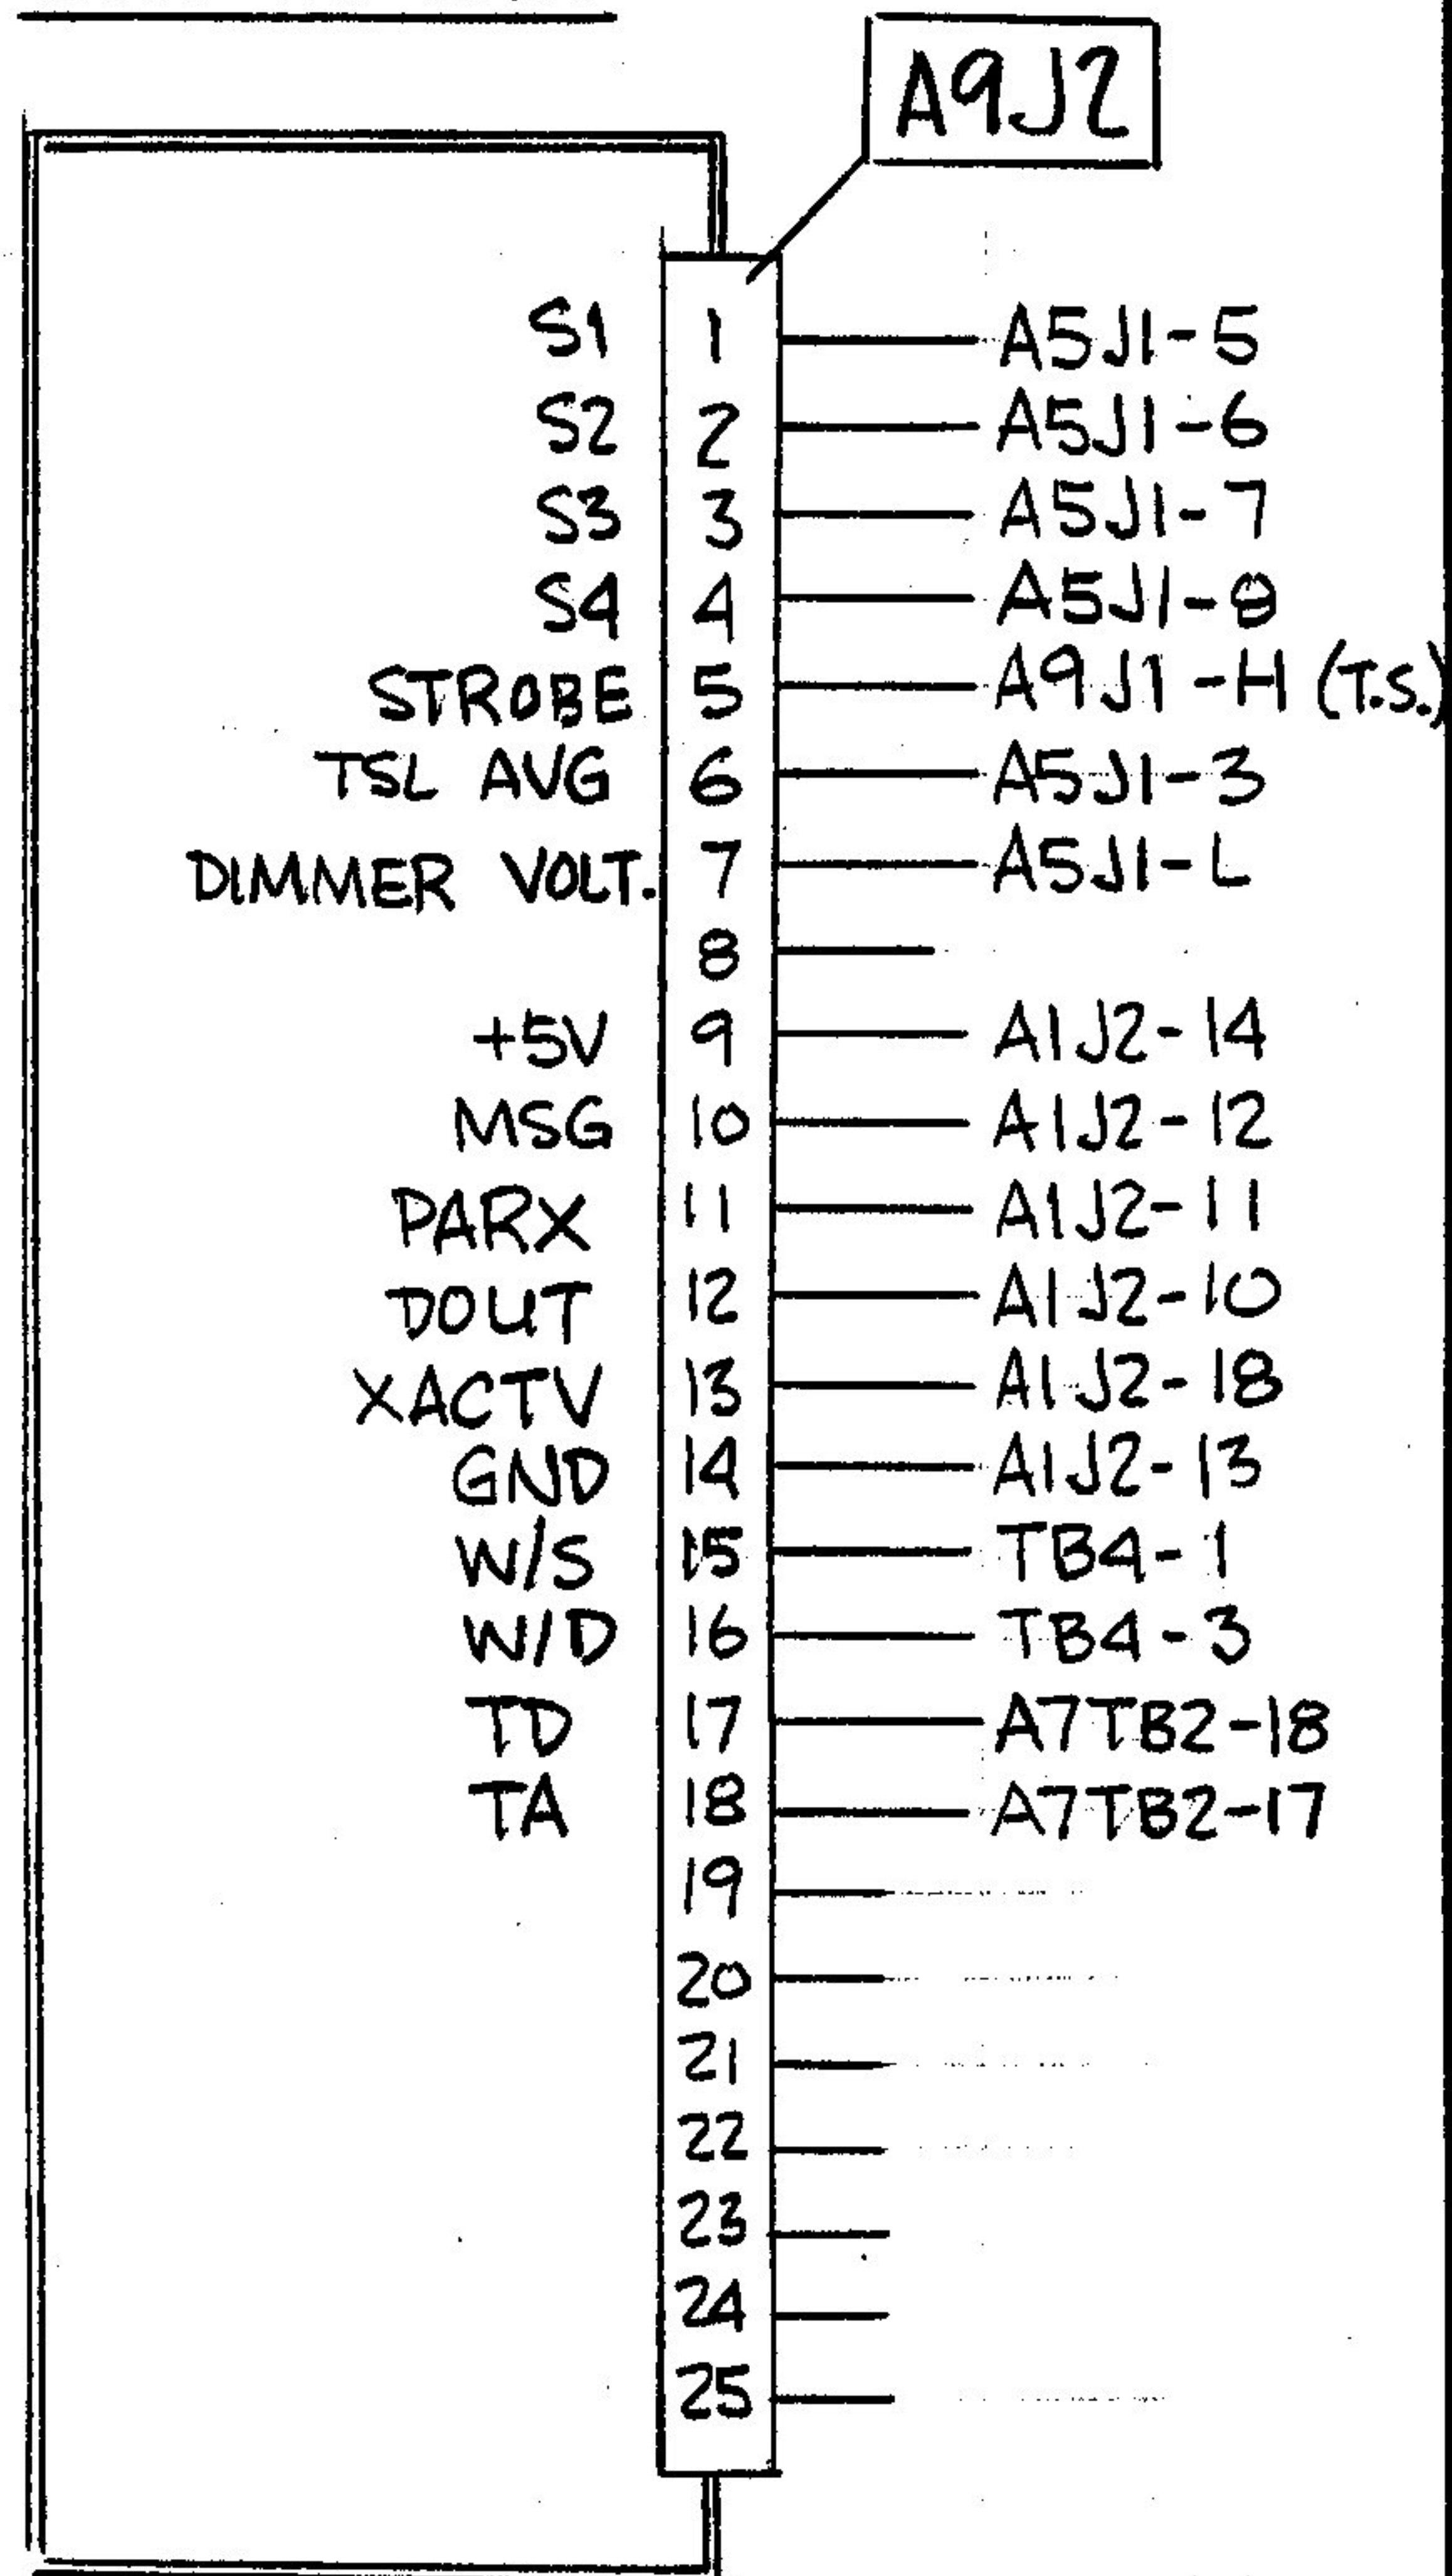 A9J2
S1 1 A5J1-5
S2 2 A5J1-6
S3 3 A5J1-7
S4 4 A5J1-8
STROBE 5 A9J1-H (T.S.)
TSL AVG 6 A5J1-3
DIMMER VOLT. 7 A5J1-L
8
+5V 9 A1J2-14
MSG 10 A1J2-12
PARX 11 A1J2-11
DOUT 12 A1J2-10
XACTV 13 A1J2-18
GND 14 A1J2-13
W/S 15 TB4-1
W/D 16 TB4-3
TD 17 A7TB2-18
TA 18 A7TB2-17
19
20
21
22
23
24
25